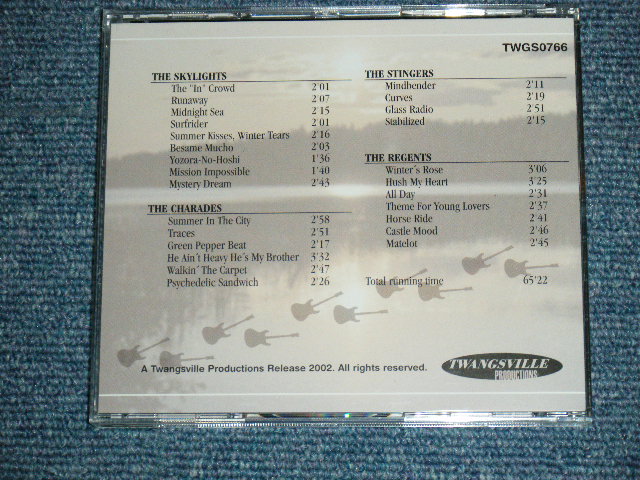 TWGS0766
THE SKYLIGHTS
The "In" Crowd 2'01
Runaway 2'07
Midnight Sea 2'15
Surfrider 2'01
Summer Kisses, Winter Tears 2'16
Besame Mucho 2'03
Yozora-No-Hoshi 1'36
Mission Impossible 1'40
Mystery Dream 2'43
THE CHARADES
Summer In The City 2'58
Traces 2'51
Green Pepper Beat 2'17
He Ain't Heavy He's My Brother 3'32
Walkin' The Carpet 2'47
Psychedelic Sandwich 2'26
THE STINGERS
Mindbender 2'11
Curves 2'19
Glass Radio 2'51
Stabilized 2'15
THE REGENTS
Winter's Rose 3'06
Hush My Heart 3'25
All Day 2'31
Theme For Young Lovers 2'37
Horse Ride 2'41
Castle Mood 2'46
Matelot 2'45
Total running time 65'22
A Twangsville Productions Release 2002. All rights reserved.
TWANGSVILLE
PRODUCTIONS